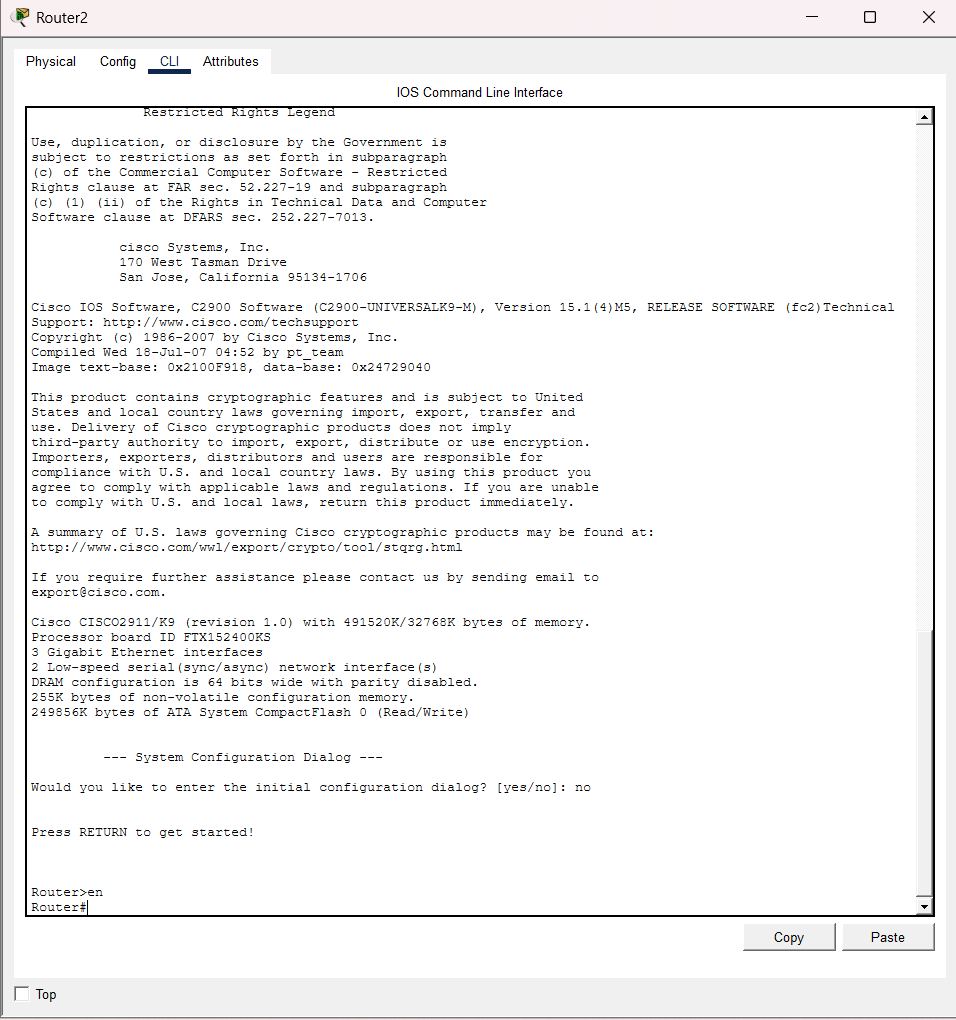 Router2
Physical Config CLI Attributes
IOS Command Line Interface
Restricted Rights Legend
Use, duplication, or disclosure by the Government is
subject to restrictions as set forth in subparagraph
(c) of the Commercial Computer Software - Restricted
Rights clause at FAR sec. 52.227-19 and subparagraph
(c) (1) (ii) of the Rights in Technical Data and Computer
Software clause at DFARS sec. 252.227-7013.
cisco Systems, Inc.
170 West Tasman Drive
San Jose, California 95134-1706
Cisco IOS Software, C2900 Software (C2900-UNIVERSALK9-M), Version 15.1(4)M5, RELEASE SOFTWARE (fc2)Technical
Support: http://www.cisco.com/techsupport
Copyright (c) 1986-2007 by Cisco Systems, Inc.
Compiled Wed 18-Jul-07 04:52 by pt_team
Image text-base: 0x2100F918, data-base: 0x24729040
This product contains cryptographic features and is subject to United
States and local country laws governing import, export, transfer and
use. Delivery of Cisco cryptographic products does not imply
third-party authority to import, export, distribute or use encryption.
Importers, exporters, distributors and users are responsible for
compliance with U.S. and local country laws. By using this product you
agree to comply with applicable laws and regulations. If you are unable
to comply with U.S. and local laws, return this product immediately.
A summary of U.S. laws governing Cisco cryptographic products may be found at:
http://www.cisco.com/wwl/export/crypto/tool/stqrg.html
If you require further assistance please contact us by sending email to
export@cisco.com.
Cisco CISCO2911/K9 (revision 1.0) with 491520K/32768K bytes of memory.
Processor board ID FTX152400KS
3 Gigabit Ethernet interfaces
2 Low-speed serial(sync/async) network interface(s)
DRAM configuration is 64 bits wide with parity disabled.
255K bytes of non-volatile configuration memory.
249856K bytes of ATA System CompactFlash 0 (Read/Write)
--- System Configuration Dialog ---
Would you like to enter the initial configuration dialog? [yes/no]: no
Press RETURN to get started!
Router>en
Router#
Copy Paste
Top